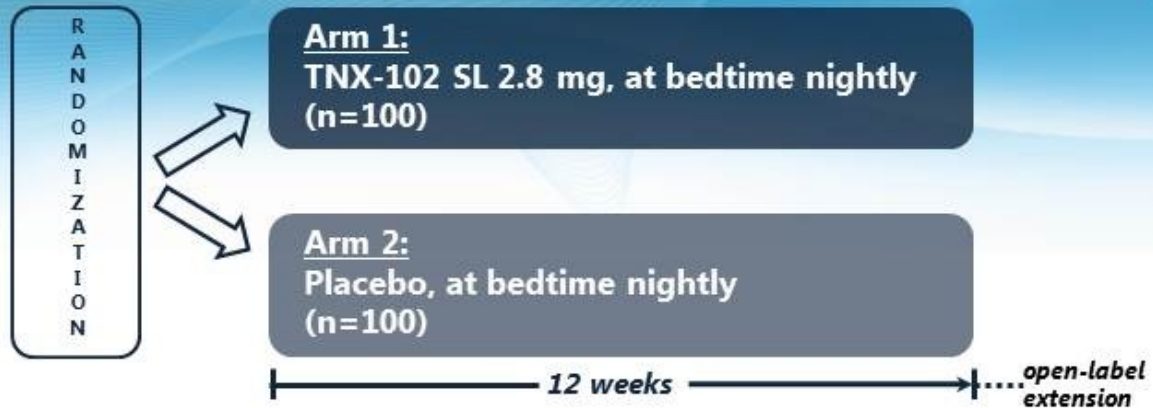 RANDOMIZATION
Arm 1:
TNX-102 SL 2.8 mg, at bedtime nightly
(n=100)
Arm 2:
Placebo, at bedtime nightly
(n=100)
12 weeks
open-label
extension